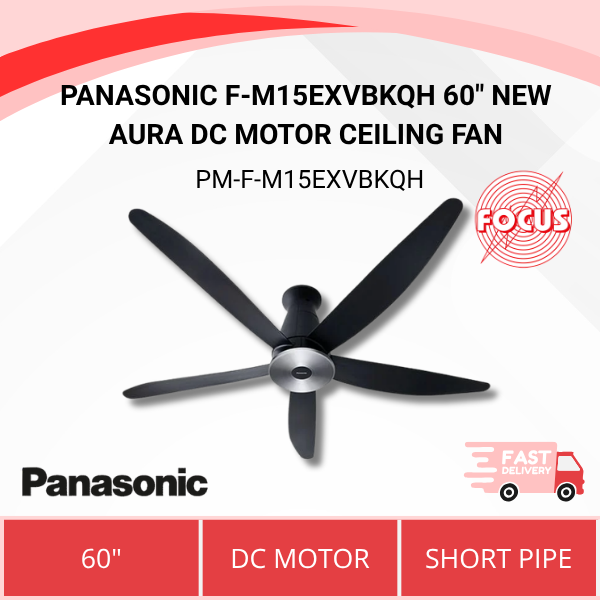 PANASONIC F-M15EXVBKQH 60" NEW
AURA DC MOTOR CEILING FAN
PM-F-M15EXVBKQH
FOCUS
FAST
DELIVERY
Panasonic
60"
DC MOTOR
SHORT PIPE